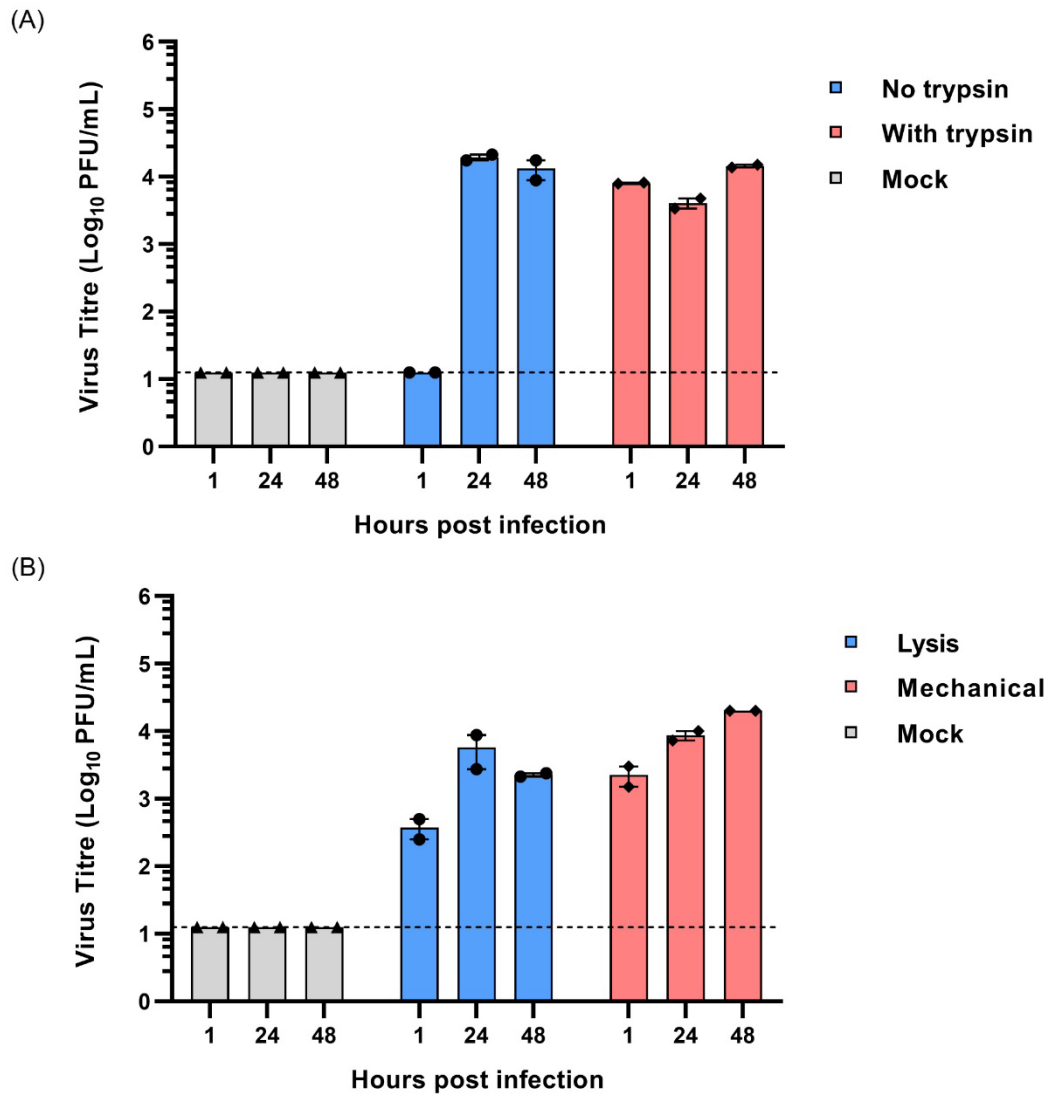 (A)
Virus Titre (Log10 PFU/mL)
6
5
4
3
2
1
0
1 24 48 1 24 48 1 24 48
Hours post infection
No trypsin
With trypsin
Mock
(B)
Virus Titre (Log10 PFU/mL)
6
5
4
3
2
1
0
1 24 48 1 24 48 1 24 48
Hours post infection
Lysis
Mechanical
Mock